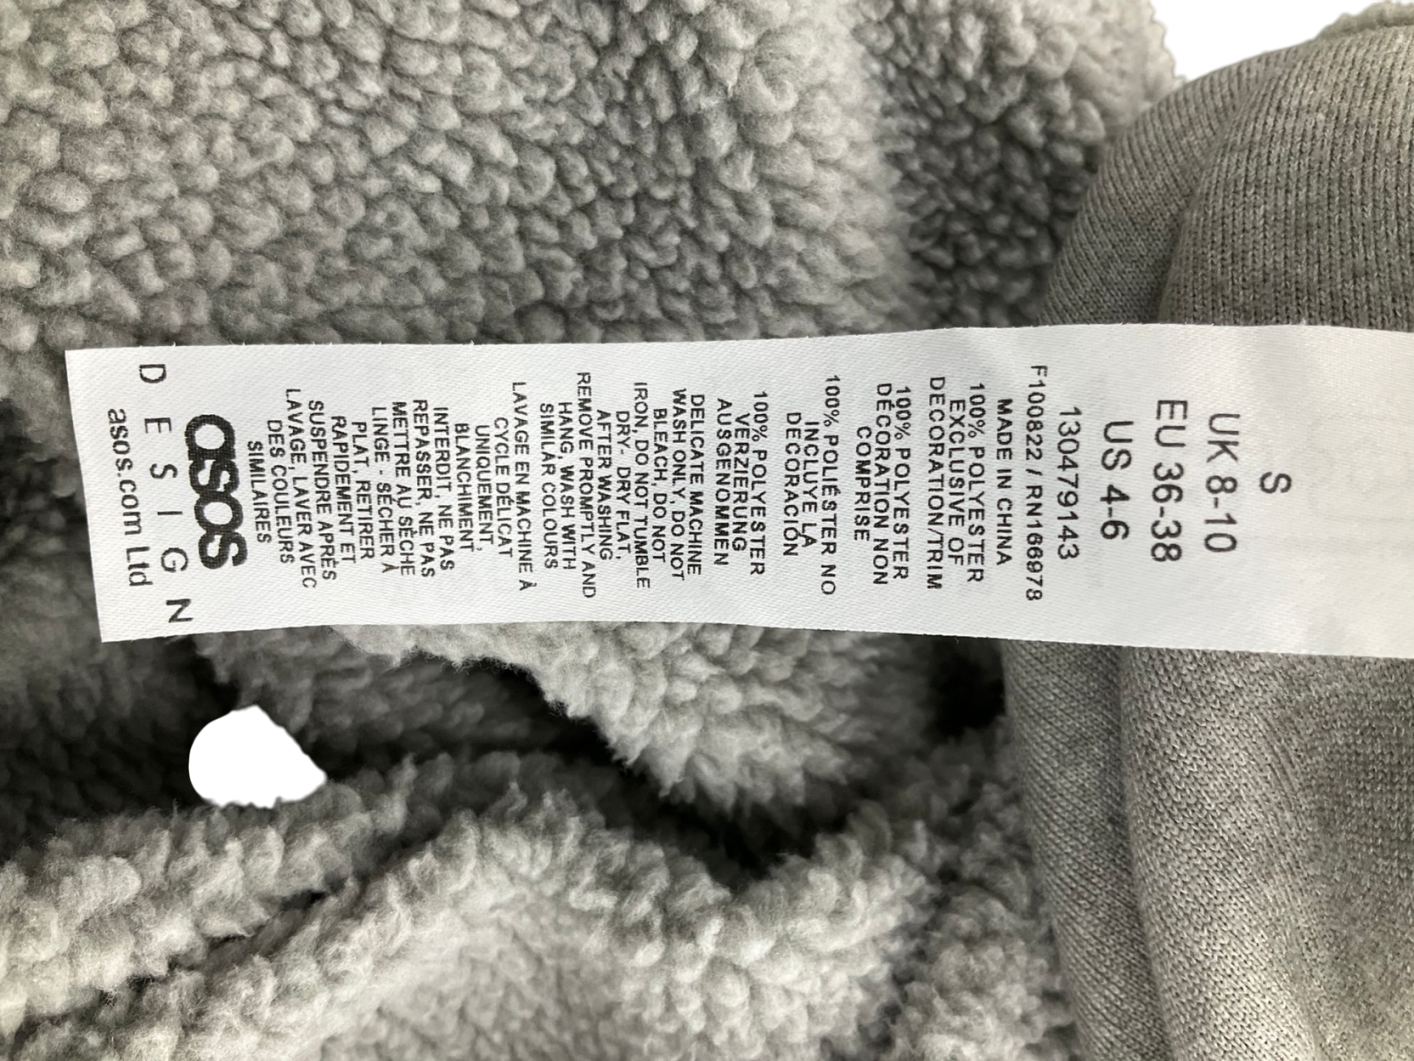 S
UK 8-10
EU 36-38
US 4-6
130479143
F100822 / RN166978
MADE IN CHINA
100% POLYESTER
EXCLUSIVE OF
DECORATION/TRIM
100% POLYESTER
DÉCORATION NON
COMPRISE
100% POLIÉSTER NO
INCLUYE LA
DECORACIÓN
100% POLYESTER
VERZIERUNG
AUSGENOMMEN
DELICATE MACHINE
WASH ONLY, DO NOT
BLEACH, DO NOT
IRON, DO NOT TUMBLE
DRY- DRY FLAT,
AFTER WASHING
REMOVE PROMPTLY AND
HANG, WASH WITH
SIMILAR COLOURS
LAVAGE EN MACHINE À
CYCLE DÉLICAT
UNIQUEMENT,
BLANCHIMENT
INTERDIT, NE PAS
REPASSER, NE PAS
METTRE AU SÈCHE
LINGE - SÉCHER À
PLAT, RETIRER
RAPIDEMENT ET
SUSPENDRE APRÈS
LAVAGE, LAVER AVEC
DES COULEURS
SIMILAIRES
asos
DESIGN
asos.com Ltd